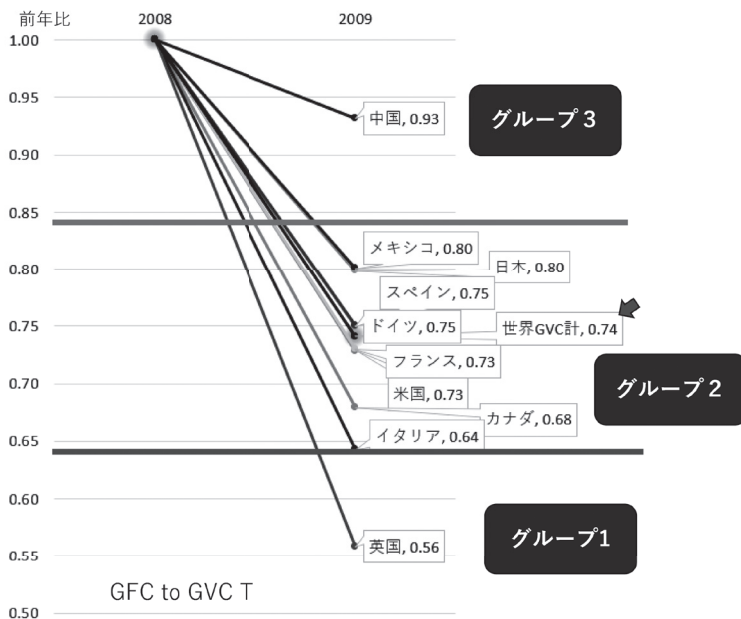 前年比
2008
2009
1.00
0.95
中国, 0.93
グループ３
0.90
0.85
メキシコ, 0.80
0.80
日木, 0.80
スペイン, 0.75
0.75
ドイツ, 0.75
世界GVC計, 0.74
フランス, 0.73
0.70
米国, 0.73
グループ２
カナダ, 0.68
0.65
イタリア, 0.64
0.60
グループ1
0.55
英国, 0.56
GFC to GVC T
0.50